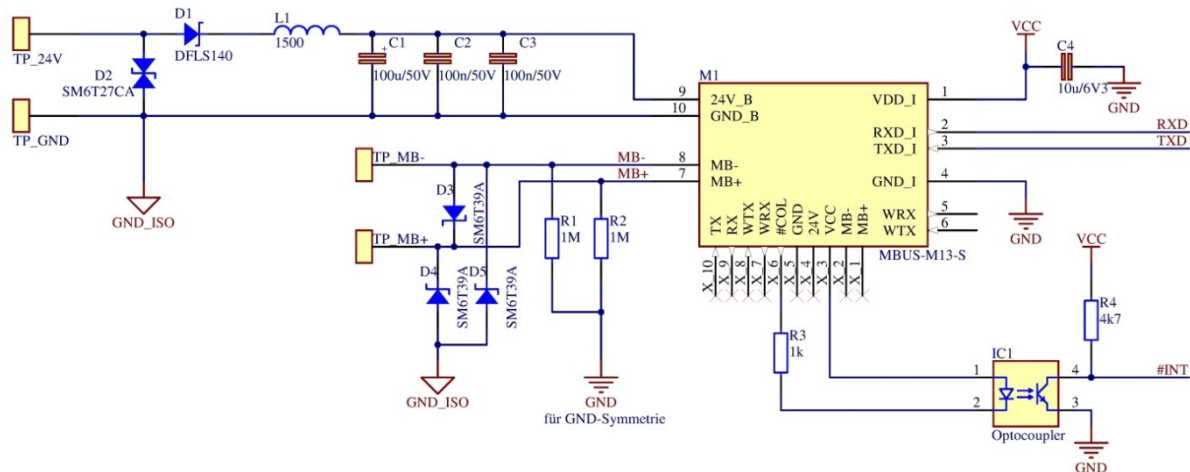 TP_24V
D1
DFLS140
L1
1500
C1
+
100u/50V
C2
100n/50V
C3
100n/50V
VCC
C4
10u/6V3
GND
D2
SM6T27CA
TP_GND
GND_ISO
M1
9
24V_B
10
GND_B
8
MB-
7
MB+
VDD_I
1
RXD_I
2
RXD
TXD_I
3
TXD
GND_I
4
GND
WRX
5
WTX
6
TX
RX
WTX
WRX
#COL
GND
24V
VCC
MB-
MB+
X_10
X_9
X_8
X_7
X_6
X_5
X_4
X_3
X_2
X_1
MBUS-M13-S
TP_MB-
MB-
MB+
D3
SM6T39A
TP_MB+
D4
SM6T39A
D5
SM6T39A
GND_ISO
R1
1M
R2
1M
GND
für GND-Symmetrie
R3
1k
VCC
R4
4k7
IC1
1
2
4
3
#INT
Optocoupler
GND